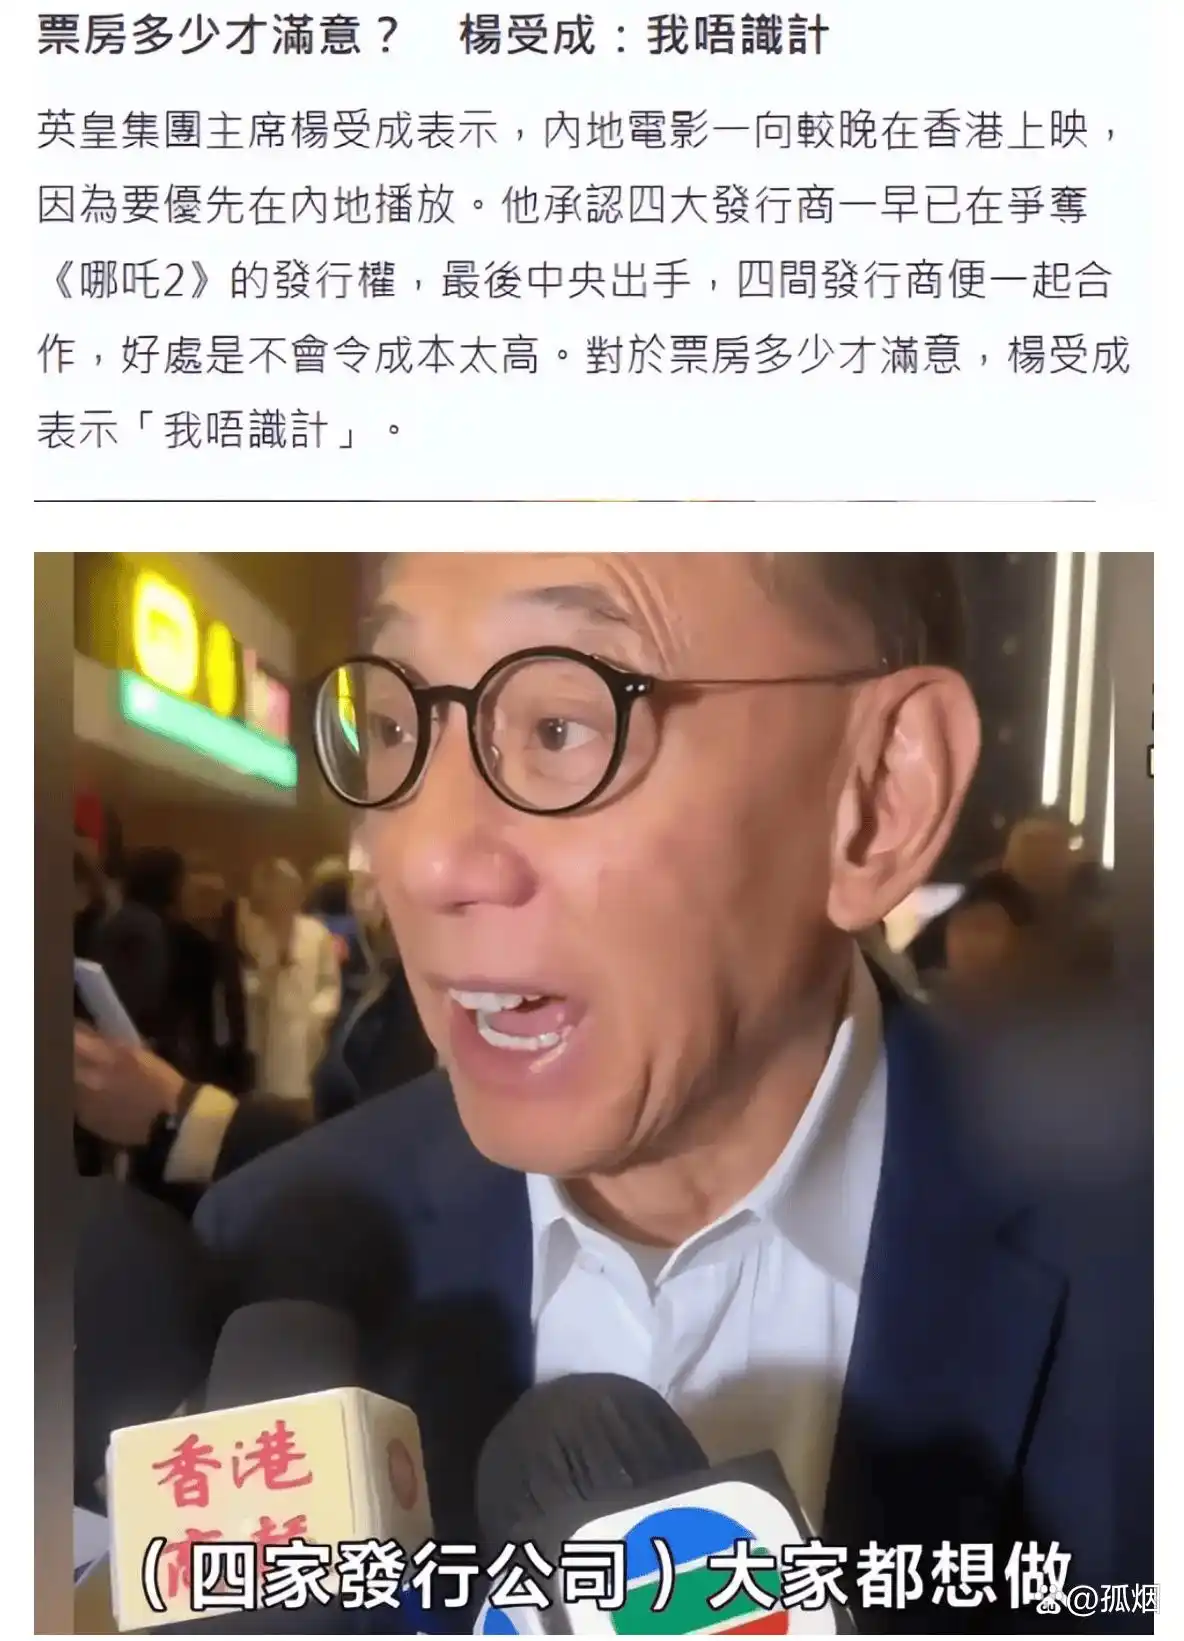 票房多少才滿意？　楊受成：我唔識計
英皇集團主席楊受成表示，內地電影一向較晚在香港上映，
因為要優先在內地播放。他承認四大發行商一早已在爭奪
《哪吒2》的發行權，最後中央出手，四間發行商便一起合
作，好處是不會令成本太高。對於票房多少才滿意，楊受成
表示「我唔識計」。
香港
（四家發行公司）大家都想做
@孤烟